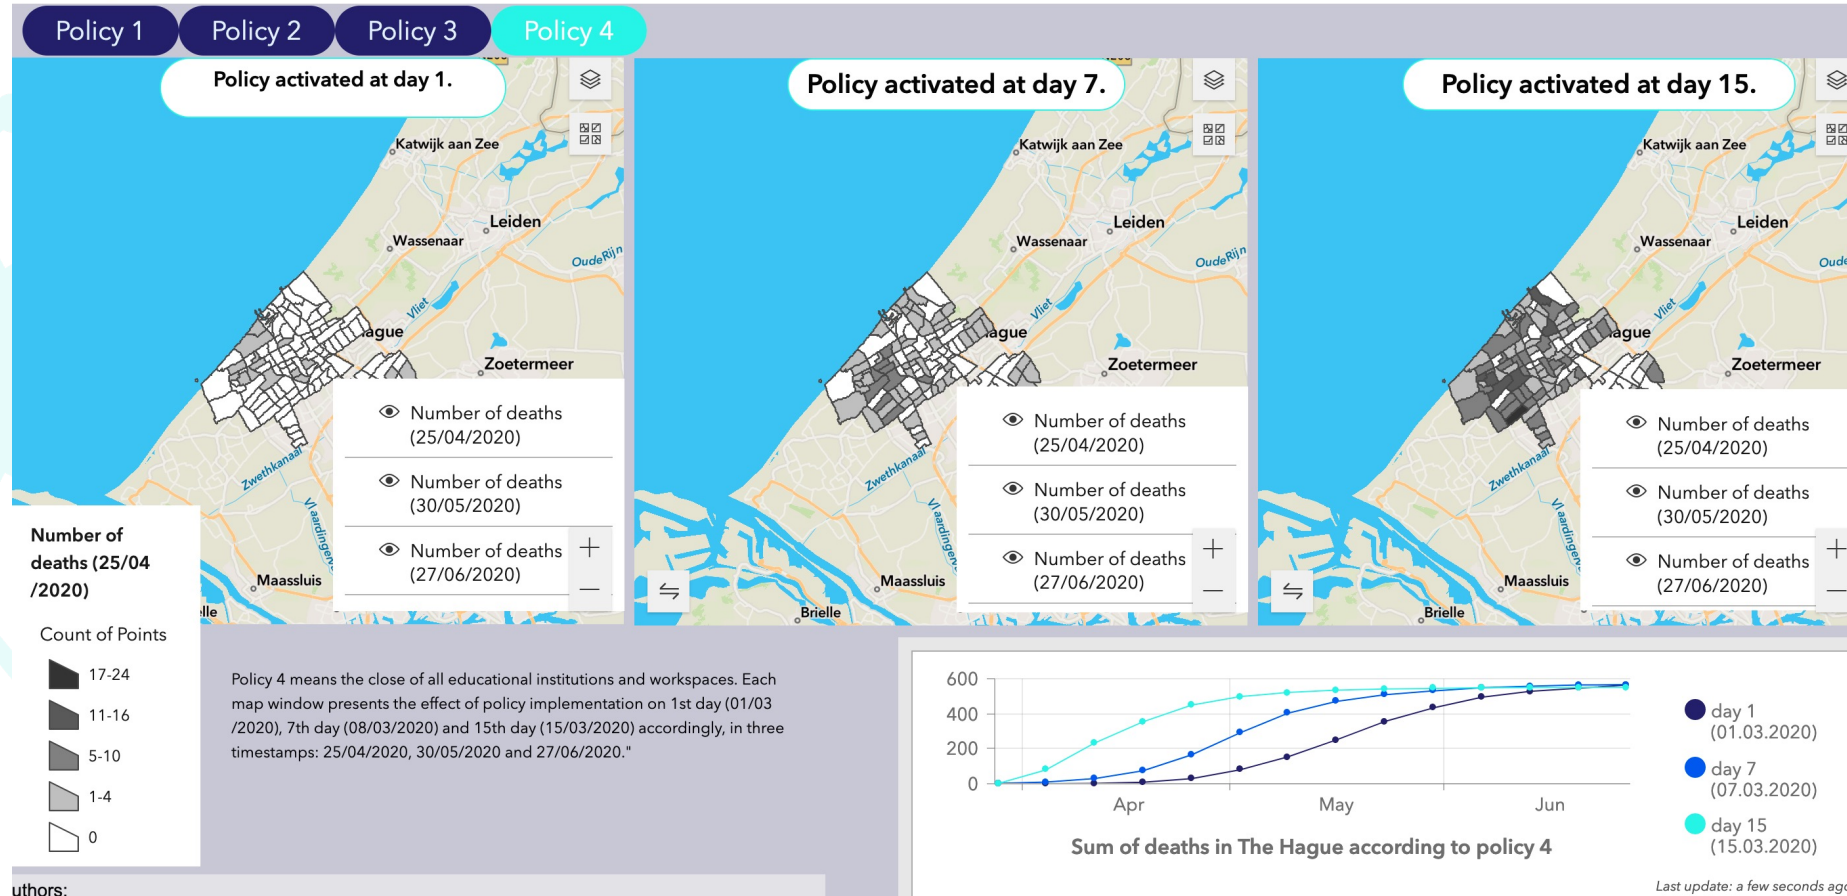 Policy 1
Policy 2
Policy 3
Policy 4
Policy activated at day 1.
Katwijk aan Zee
Leiden
Wassenaar
Oude Rijn
Vliet
ague
Zoetermeer
Zwethkanaal
Vlaardingen
Maassluis
elle
Number of deaths
(25/04/2020)
Number of deaths
(30/05/2020)
Number of deaths
(27/06/2020)
+
−
Policy activated at day 7.
Katwijk aan Zee
Leiden
Wassenaar
Oude Rijn
Vliet
ague
Zoetermeer
Zwethkanaal
Vlaardingen
Maassluis
Brielle
Number of deaths
(25/04/2020)
Number of deaths
(30/05/2020)
Number of deaths
(27/06/2020)
+
−
Policy activated at day 15.
Katwijk aan Zee
Leiden
Wassenaar
Oude
Vliet
ague
Zoetermeer
Zwethkanaal
Vlaardingen
Maassluis
Brielle
Number of deaths
(25/04/2020)
Number of deaths
(30/05/2020)
Number of deaths
(27/06/2020)
+
−
Number of
deaths (25/04
/2020)
Count of Points
17-24
11-16
5-10
1-4
0
Policy 4 means the close of all educational institutions and workspaces. Each
map window presents the effect of policy implementation on 1st day (01/03
/2020), 7th day (08/03/2020) and 15th day (15/03/2020) accordingly, in three
timestamps: 25/04/2020, 30/05/2020 and 27/06/2020."
600
400
200
0
Apr
May
Jun
Sum of deaths in The Hague according to policy 4
day 1
(01.03.2020)
day 7
(07.03.2020)
day 15
(15.03.2020)
Last update: a few seconds ago
uthors: